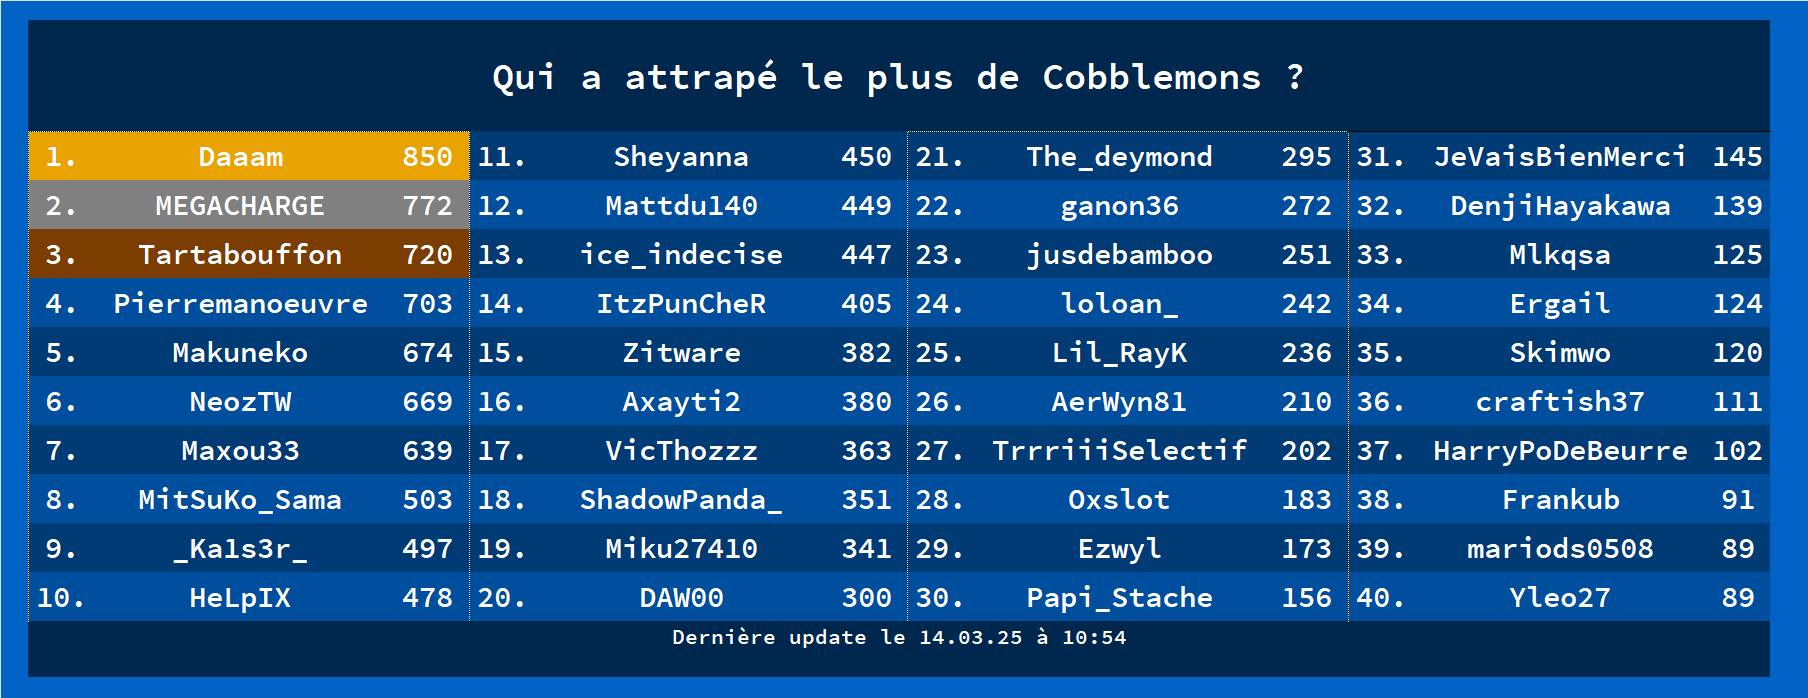 Qui a attrapé le plus de Cobblemons ?
1. Daaam 850 11. Sheyanna 450 21. The_deymond 295 31. JeVaisBienMerci 145
2. MEGACHARGE 772 12. Mattdu140 449 22. ganon36 272 32. DenjiHayakawa 139
3. Tartabouffon 720 13. ice_indecise 447 23. jusdebamboo 251 33. Mlkqsa 125
4. Pierremanoeuvre 703 14. ItzPunCheR 405 24. loloan_ 242 34. Ergail 124
5. Makuneko 674 15. Zitware 382 25. Lil_RayK 236 35. Skimwo 120
6. NeozTW 669 16. Axayti2 380 26. AerWyn81 210 36. craftish37 111
7. Maxou33 639 17. VicThozzz 363 27. TrrriiiSelectif 202 37. HarryPoDeBeurre 102
8. MitSuKo_Sama 503 18. ShadowPanda_ 351 28. Oxslot 183 38. Frankub 91
9. _Ka1s3r_ 497 19. Miku27410 341 29. Ezwyl 173 39. mariods0508 89
10. HeLpIX 478 20. DAW00 300 30. Papi_Stache 156 40. Yleo27 89
Dernière update le 14.03.25 à 10:54